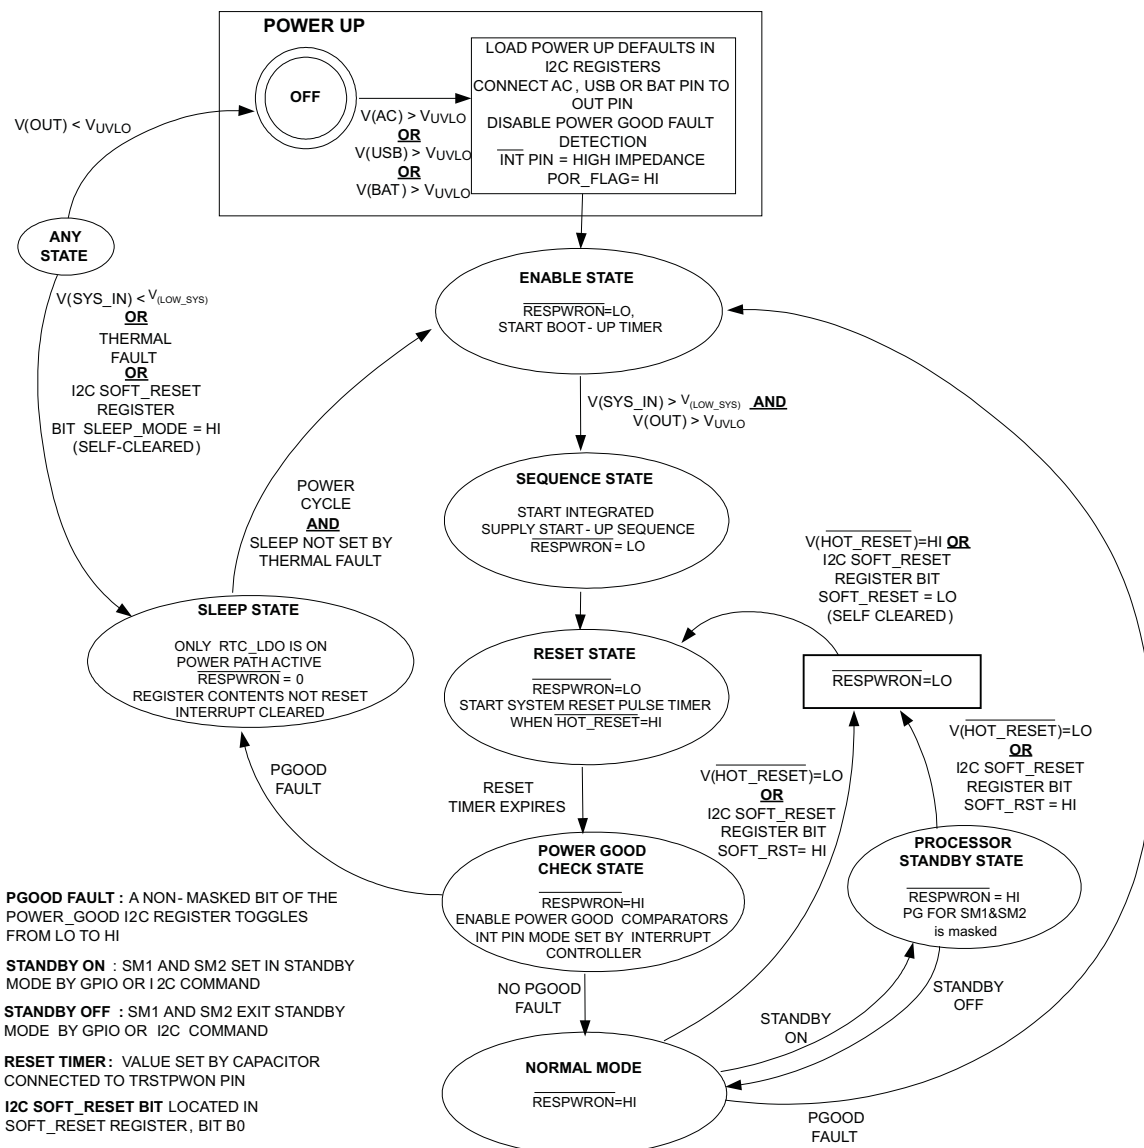 POWER UP
OFF
V(AC) > VUVLO
OR
V(USB) > VUVLO
OR
V(BAT) > VUVLO
LOAD POWER UP DEFAULTS IN
I2C REGISTERS
CONNECT AC, USB OR BAT PIN TO
OUT PIN
DISABLE POWER GOOD FAULT
DETECTION
INT PIN = HIGH IMPEDANCE
POR_FLAG= HI
V(OUT) < VUVLO
ANY
STATE
V(SYS_IN) < V(LOW_SYS)
OR
THERMAL
FAULT
OR
I2C SOFT_RESET
REGISTER
BIT SLEEP_MODE = HI
(SELF-CLEARED)
ENABLE STATE
RESPWRON=LO,
START BOOT- UP TIMER
V(SYS_IN) > V(LOW_SYS) AND
V(OUT) > VUVLO
POWER
CYCLE
AND
SLEEP NOT SET BY
THERMAL FAULT
SEQUENCE STATE
START INTEGRATED
SUPPLY START- UP SEQUENCE
RESPWRON = LO
V(HOT_RESET)=HI OR
I2C SOFT_RESET
REGISTER BIT
SOFT_RESET = LO
(SELF CLEARED)
SLEEP STATE
ONLY RTC_LDO IS ON
POWER PATH ACTIVE
RESPWRON = 0
REGISTER CONTENTS NOT RESET
INTERRUPT CLEARED
RESET STATE
RESPWRON=LO
START SYSTEM RESET PULSE TIMER
WHEN HOT_RESET=HI
RESPWRON=LO
PGOOD
FAULT
RESET
TIMER EXPIRES
V(HOT_RESET)=LO
OR
I2C SOFT_RESET
REGISTER BIT
SOFT_RST= HI
V(HOT_RESET)=LO
OR
I2C SOFT_RESET
REGISTER BIT
SOFT_RST = HI
POWER GOOD
CHECK STATE
RESPWRON=HI
ENABLE POWER GOOD COMPARATORS
INT PIN MODE SET BY INTERRUPT
CONTROLLER
PROCESSOR
STANDBY STATE
RESPWRON = HI
PG FOR SM1&SM2
is masked
NO PGOOD
FAULT
STANDBY
ON
STANDBY
OFF
NORMAL MODE
RESPWRON=HI
PGOOD
FAULT
PGOOD FAULT : A NON- MASKED BIT OF THE
POWER_GOOD I2C REGISTER TOGGLES
FROM LO TO HI
STANDBY ON : SM1 AND SM2 SET IN STANDBY
MODE BY GPIO OR I2C COMMAND
STANDBY OFF : SM1 AND SM2 EXIT STANDBY
MODE BY GPIO OR I2C COMMAND
RESET TIMER : VALUE SET BY CAPACITOR
CONNECTED TO TRSTPWON PIN
I2C SOFT_RESET BIT LOCATED IN
SOFT_RESET REGISTER, BIT B0